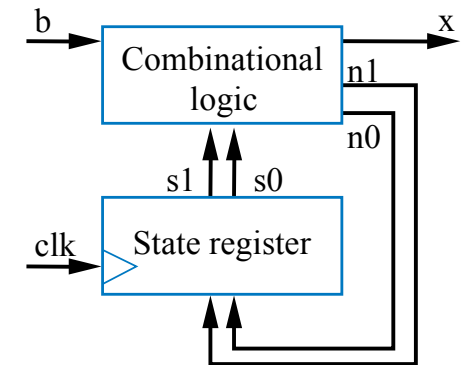 b
x
Combinational
logic
n1
n0
s1
s0
clk
State register